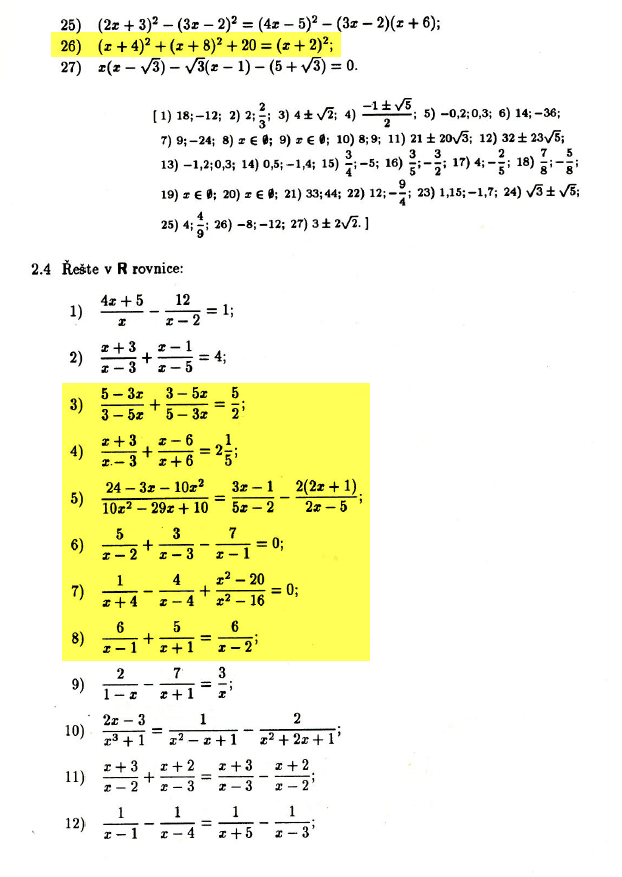 25) (2x + 3)² − (3x − 2)² = (4x − 5)² − (3x − 2)(x + 6);
26) (x + 4)² + (x + 8)² + 20 = (x + 2)²;
27) x(x − √3) − √3(x − 1) − (5 + √3) = 0.
[ 1) 18;−12; 2) 2; 2/3; 3) 4 ± √2; 4) (−1 ± √5)/2; 5) −0,2;0,3; 6) 14;−36;
7) 9;−24; 8) x ∈ ∅; 9) x ∈ ∅; 10) 8;9; 11) 21 ± 20√3; 12) 32 ± 23√5;
13) −1,2;0,3; 14) 0,5;−1,4; 15) 3/4;−5; 16) 3/5;−3/2; 17) 4;−2/5; 18) 7/8;−5/8;
19) x ∈ ∅; 20) x ∈ ∅; 21) 33;44; 22) 12;−9/4; 23) 1,15;−1,7; 24) √3 ± √5;
25) 4; 4/9; 26) −8;−12; 27) 3 ± 2√2. ]
2.4 Řešte v R rovnice:
1) (4x + 5)/x − 12/(x − 2) = 1;
2) (x + 3)/(x − 3) + (x − 1)/(x − 5) = 4;
3) (5 − 3x)/(3 − 5x) + (3 − 5x)/(5 − 3x) = 5/2;
4) (x + 3)/(x − 3) + (x − 6)/(x + 6) = 2 1/5;
5) (24 − 3x − 10x²)/(10x² − 29x + 10) = (3x − 1)/(5x − 2) − 2(2x + 1)/(2x − 5);
6) 5/(x − 2) + 3/(x − 3) − 7/(x − 1) = 0;
7) 1/(x + 4) − 4/(x − 4) + (x² − 20)/(x² − 16) = 0;
8) 6/(x − 1) + 5/(x + 1) = 6/(x − 2);
9) 2/(1 − x) − 7/(x + 1) = 3/x;
10) (2x − 3)/(x³ + 1) = 1/(x² − x + 1) − 2/(x² + 2x + 1);
11) (x + 3)/(x − 2) + (x + 2)/(x − 3) = (x + 3)/(x − 3) − (x + 2)/(x − 2);
12) 1/(x − 1) − 1/(x − 4) = 1/(x + 5) − 1/(x − 3);